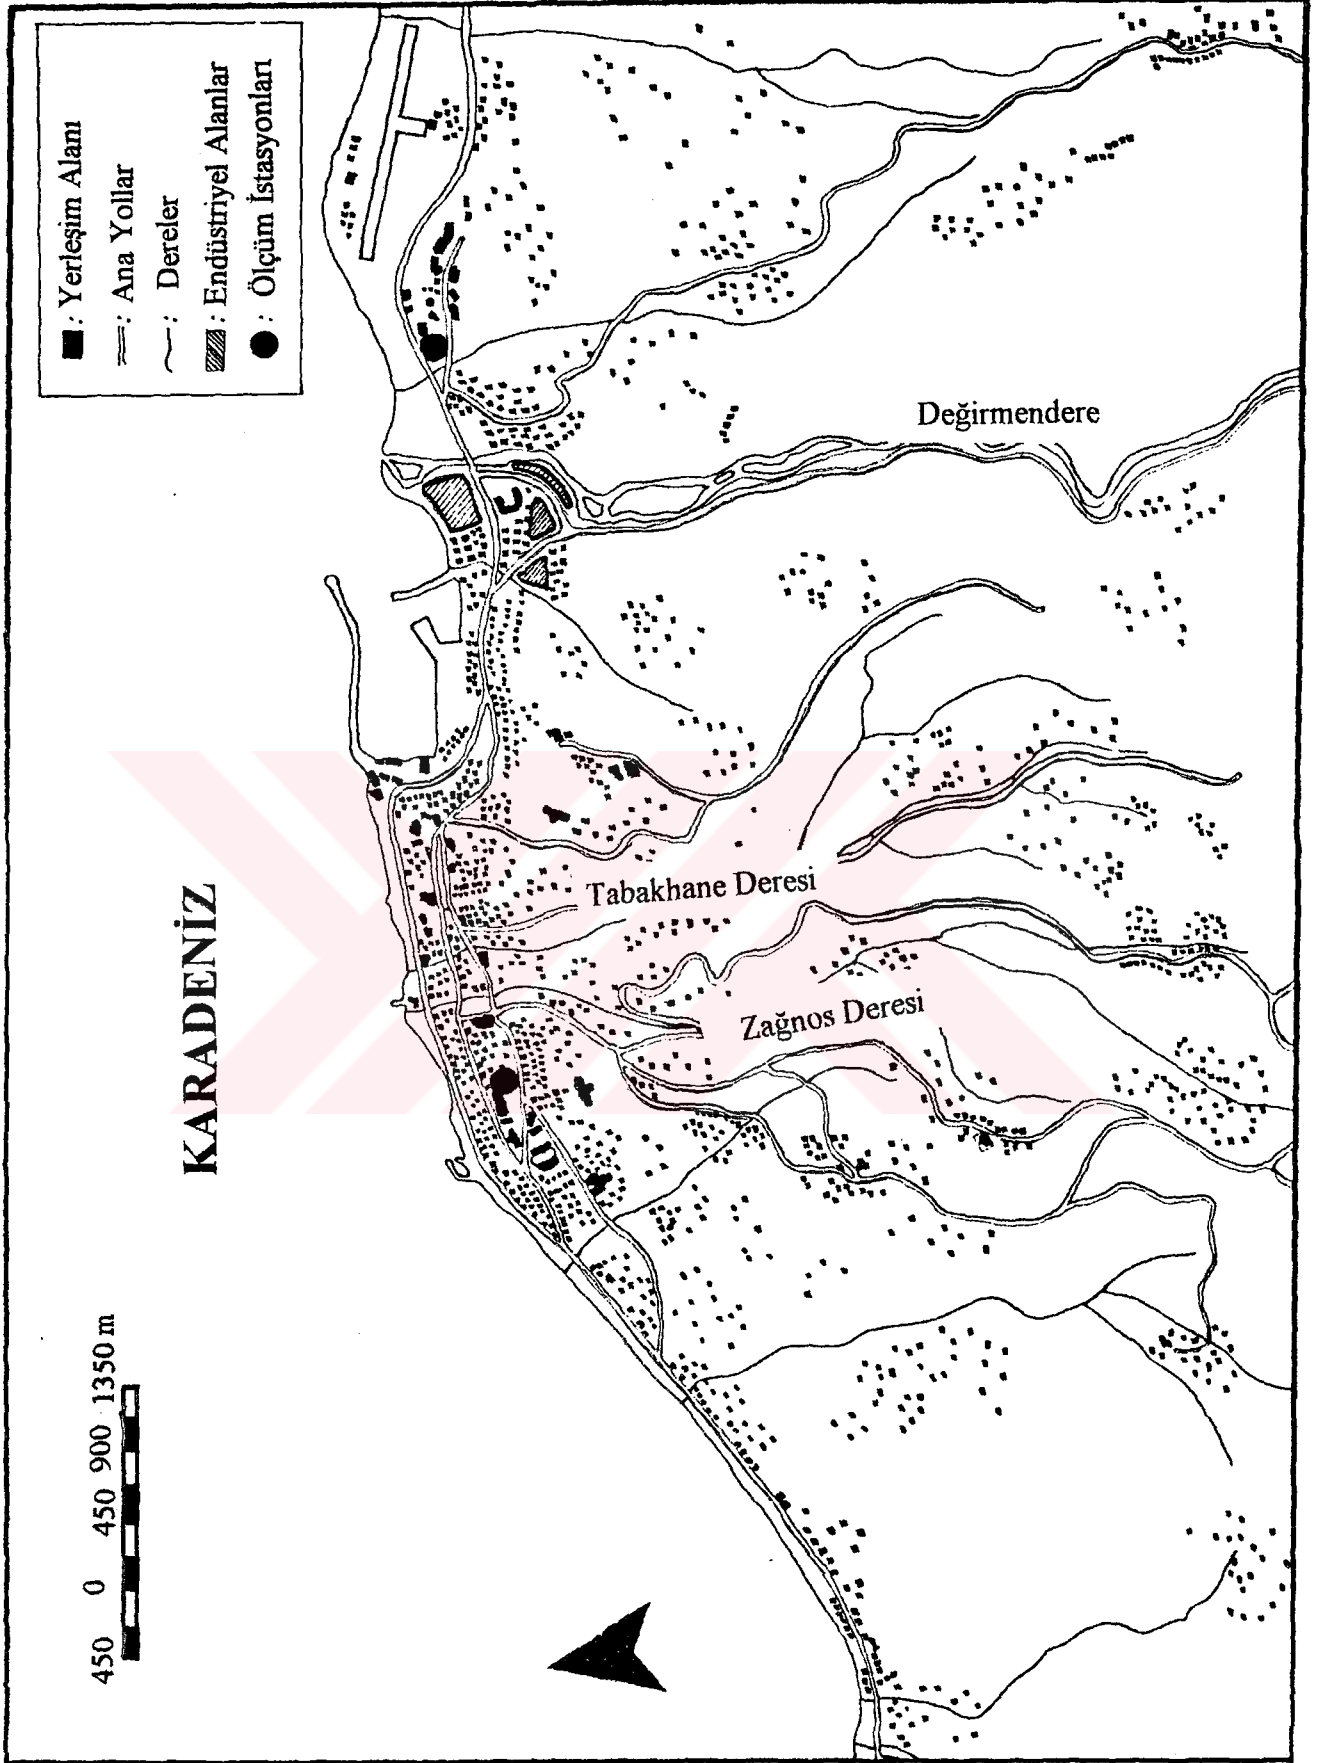 ■ : Yerleşim Alanı
═ : Ana Yollar
— : Dereler
▨ : Endüstriyel Alanlar
● : Ölçüm İstasyonları
Değirmendere
Tabakhane Deresi
Zağnos Deresi
KARADENİZ
450 0 450 900 1350 m